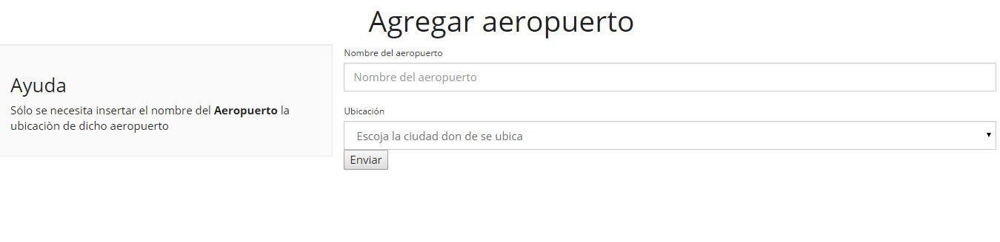 Agregar aeropuerto
Ayuda
Sólo se necesita insertar el nombre del Aeropuerto la
ubicaciòn de dicho aeropuerto
Nombre del aeropuerto
Nombre del aeropuerto
Ubicación
Escoja la ciudad don de se ubica
Enviar